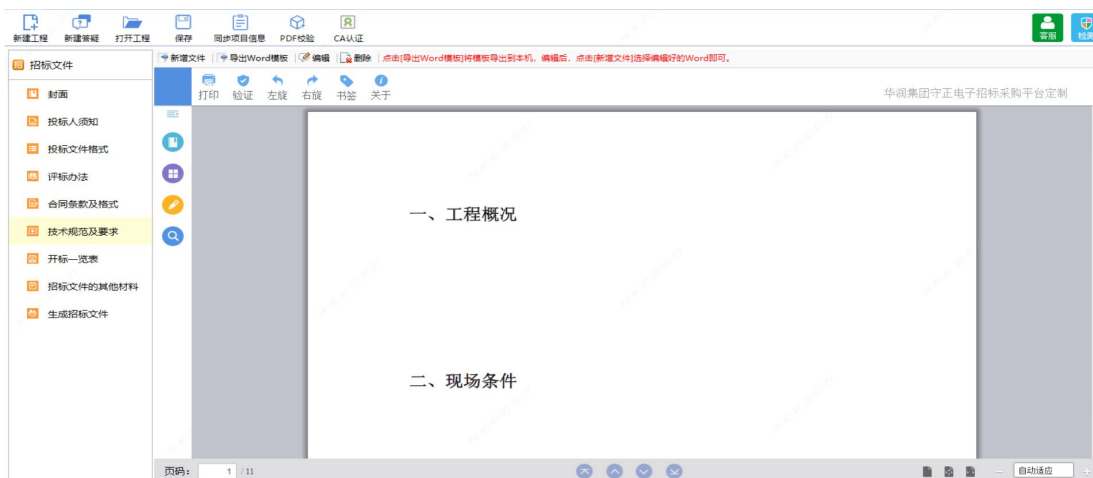 新建工程 新建答疑 打开工程 保存 同步项目信息 PDF校验 CA认证 客服 检测
招标文件
新增文件 导出Word模板 编辑 删除 点击[导出Word模板]将模板导出到本机，编辑后，点击[新增文件]选择编辑好的Word即可。
封面
投标人须知
投标文件格式
评标办法
合同条款及格式
技术规范及要求
开标一览表
招标文件的其他材料
生成招标文件
打印 验证 左旋 右旋 书签 关于
华润集团守正电子招标采购平台定制
一、工程概况
二、现场条件
页码： 1 / 11
自动适应